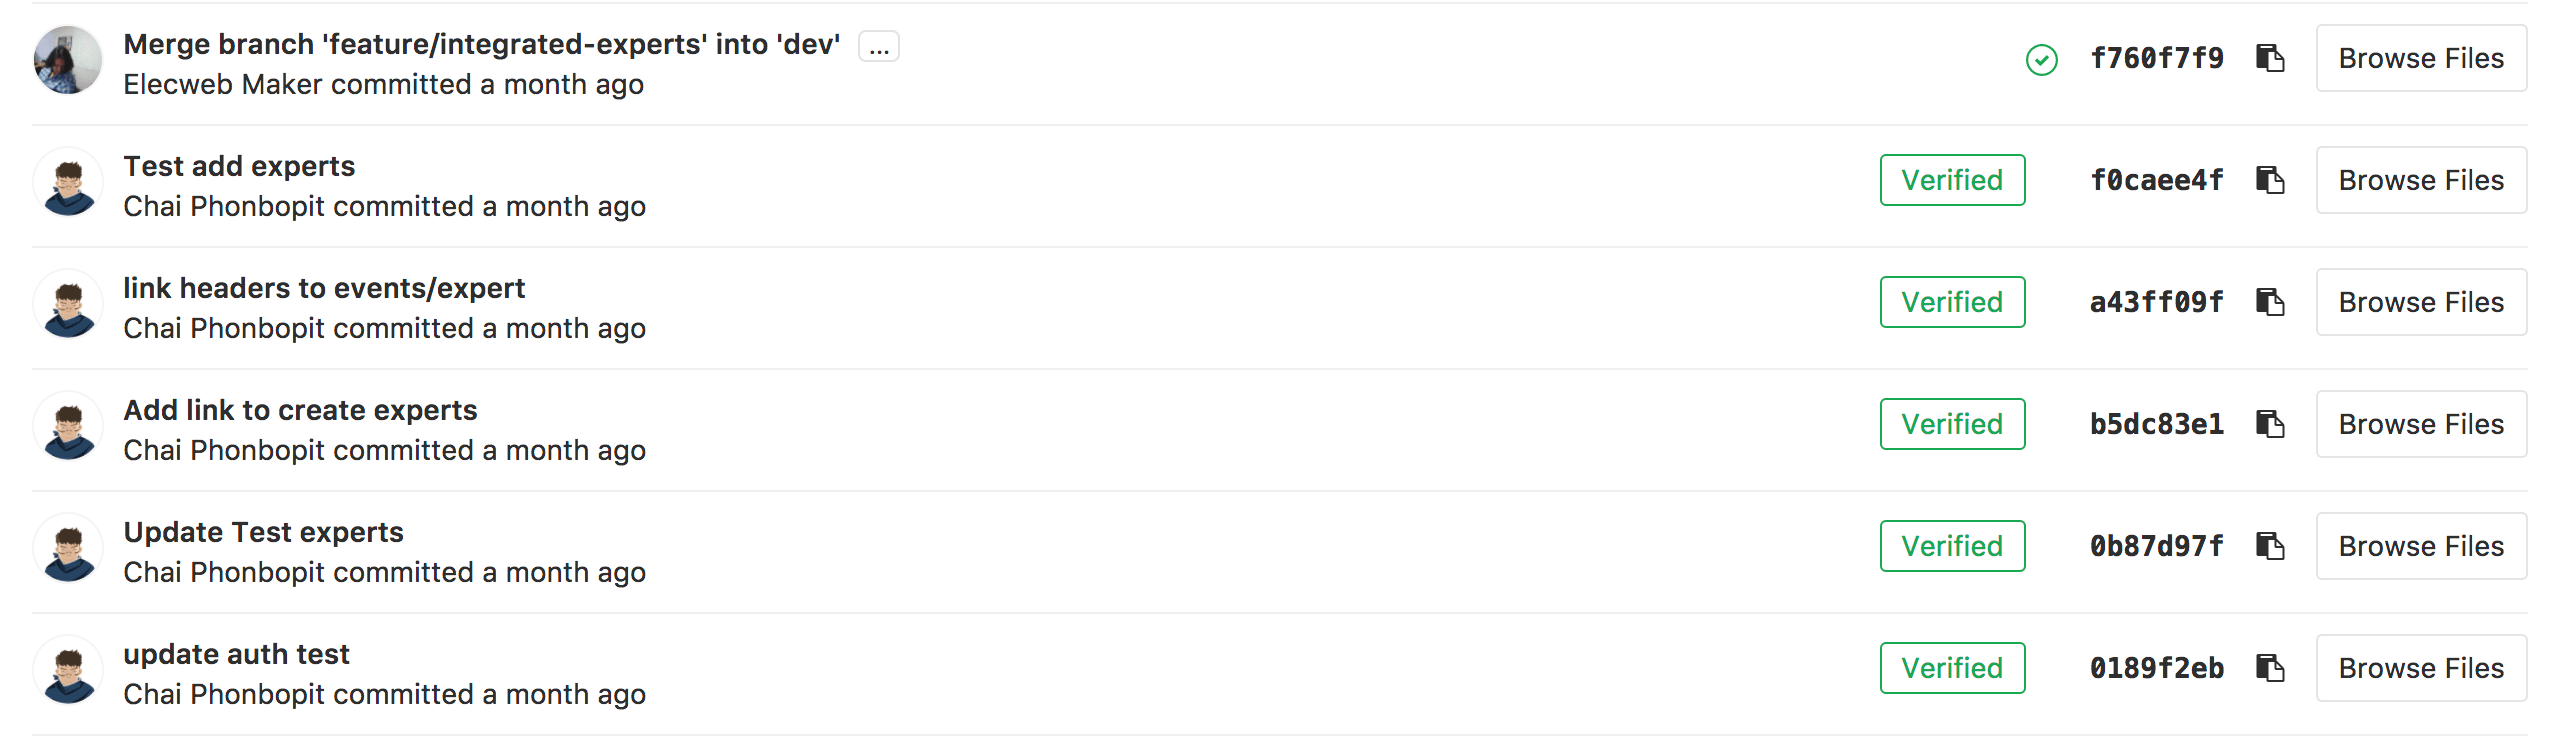 Merge branch 'feature/integrated-experts' into 'dev' ...
Elecweb Maker committed a month ago
f760f7f9
Browse Files
Test add experts
Chai Phonbopit committed a month ago
Verified
f0caee4f
Browse Files
link headers to events/expert
Chai Phonbopit committed a month ago
Verified
a43ff09f
Browse Files
Add link to create experts
Chai Phonbopit committed a month ago
Verified
b5dc83e1
Browse Files
Update Test experts
Chai Phonbopit committed a month ago
Verified
0b87d97f
Browse Files
update auth test
Chai Phonbopit committed a month ago
Verified
0189f2eb
Browse Files